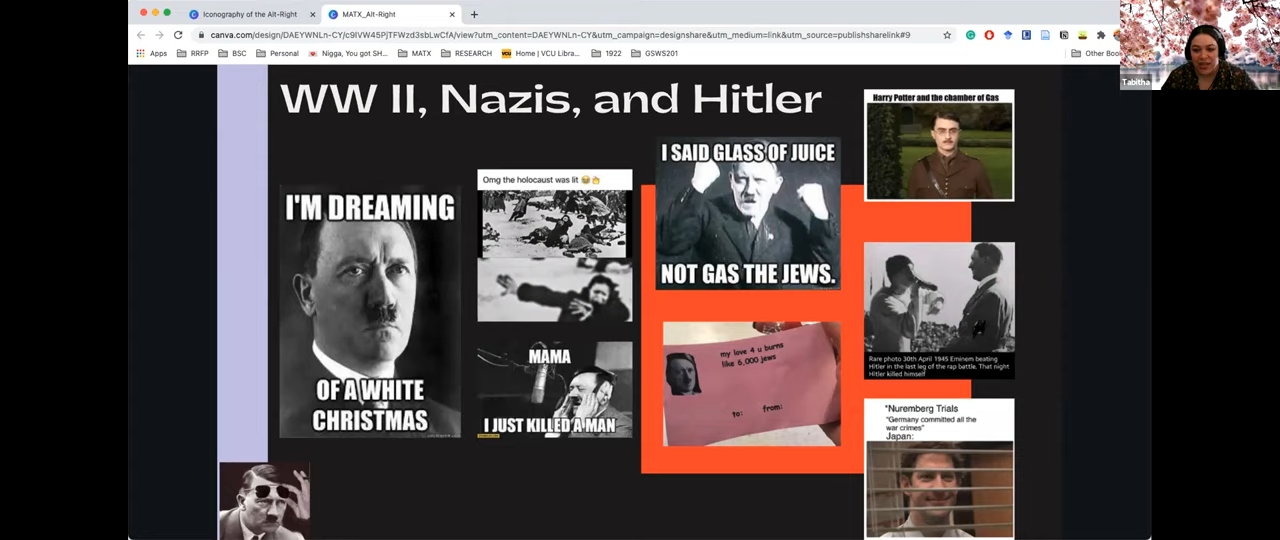 Iconography of the Alt-Right
MATX_Alt-Right
canva.com/design/DAEYWNLn-CY/c9IVW45PjTFWzd3sbLwCfA/view?utm_content=DAEYWNLn-CY&utm_campaign=designshare&utm_medium=link&utm_source=publishsharelink#9
Apps RRFP BSC Personal Nigga, You got SH... MATX RESEARCH Home | VCU Libra... 1922 GSWS201 Other Boo
Tabitha
WW II, Nazis, and Hitler
I'M DREAMING
OF A WHITE
CHRISTMAS
Omg the holocaust was lit 😂👏
MAMA
I JUST KILLED A MAN
I SAID GLASS OF JUICE
NOT GAS THE JEWS.
my love 4 u burns
like 6,000 jews
to: from:
Harry Potter and the chamber of Gas
Rare photo 30th April 1945 Eminem beating
Hitler in the last leg of the rap battle. That night
Hitler killed himself
*Nuremberg Trials
"Germany committed all the
war crimes"
Japan: